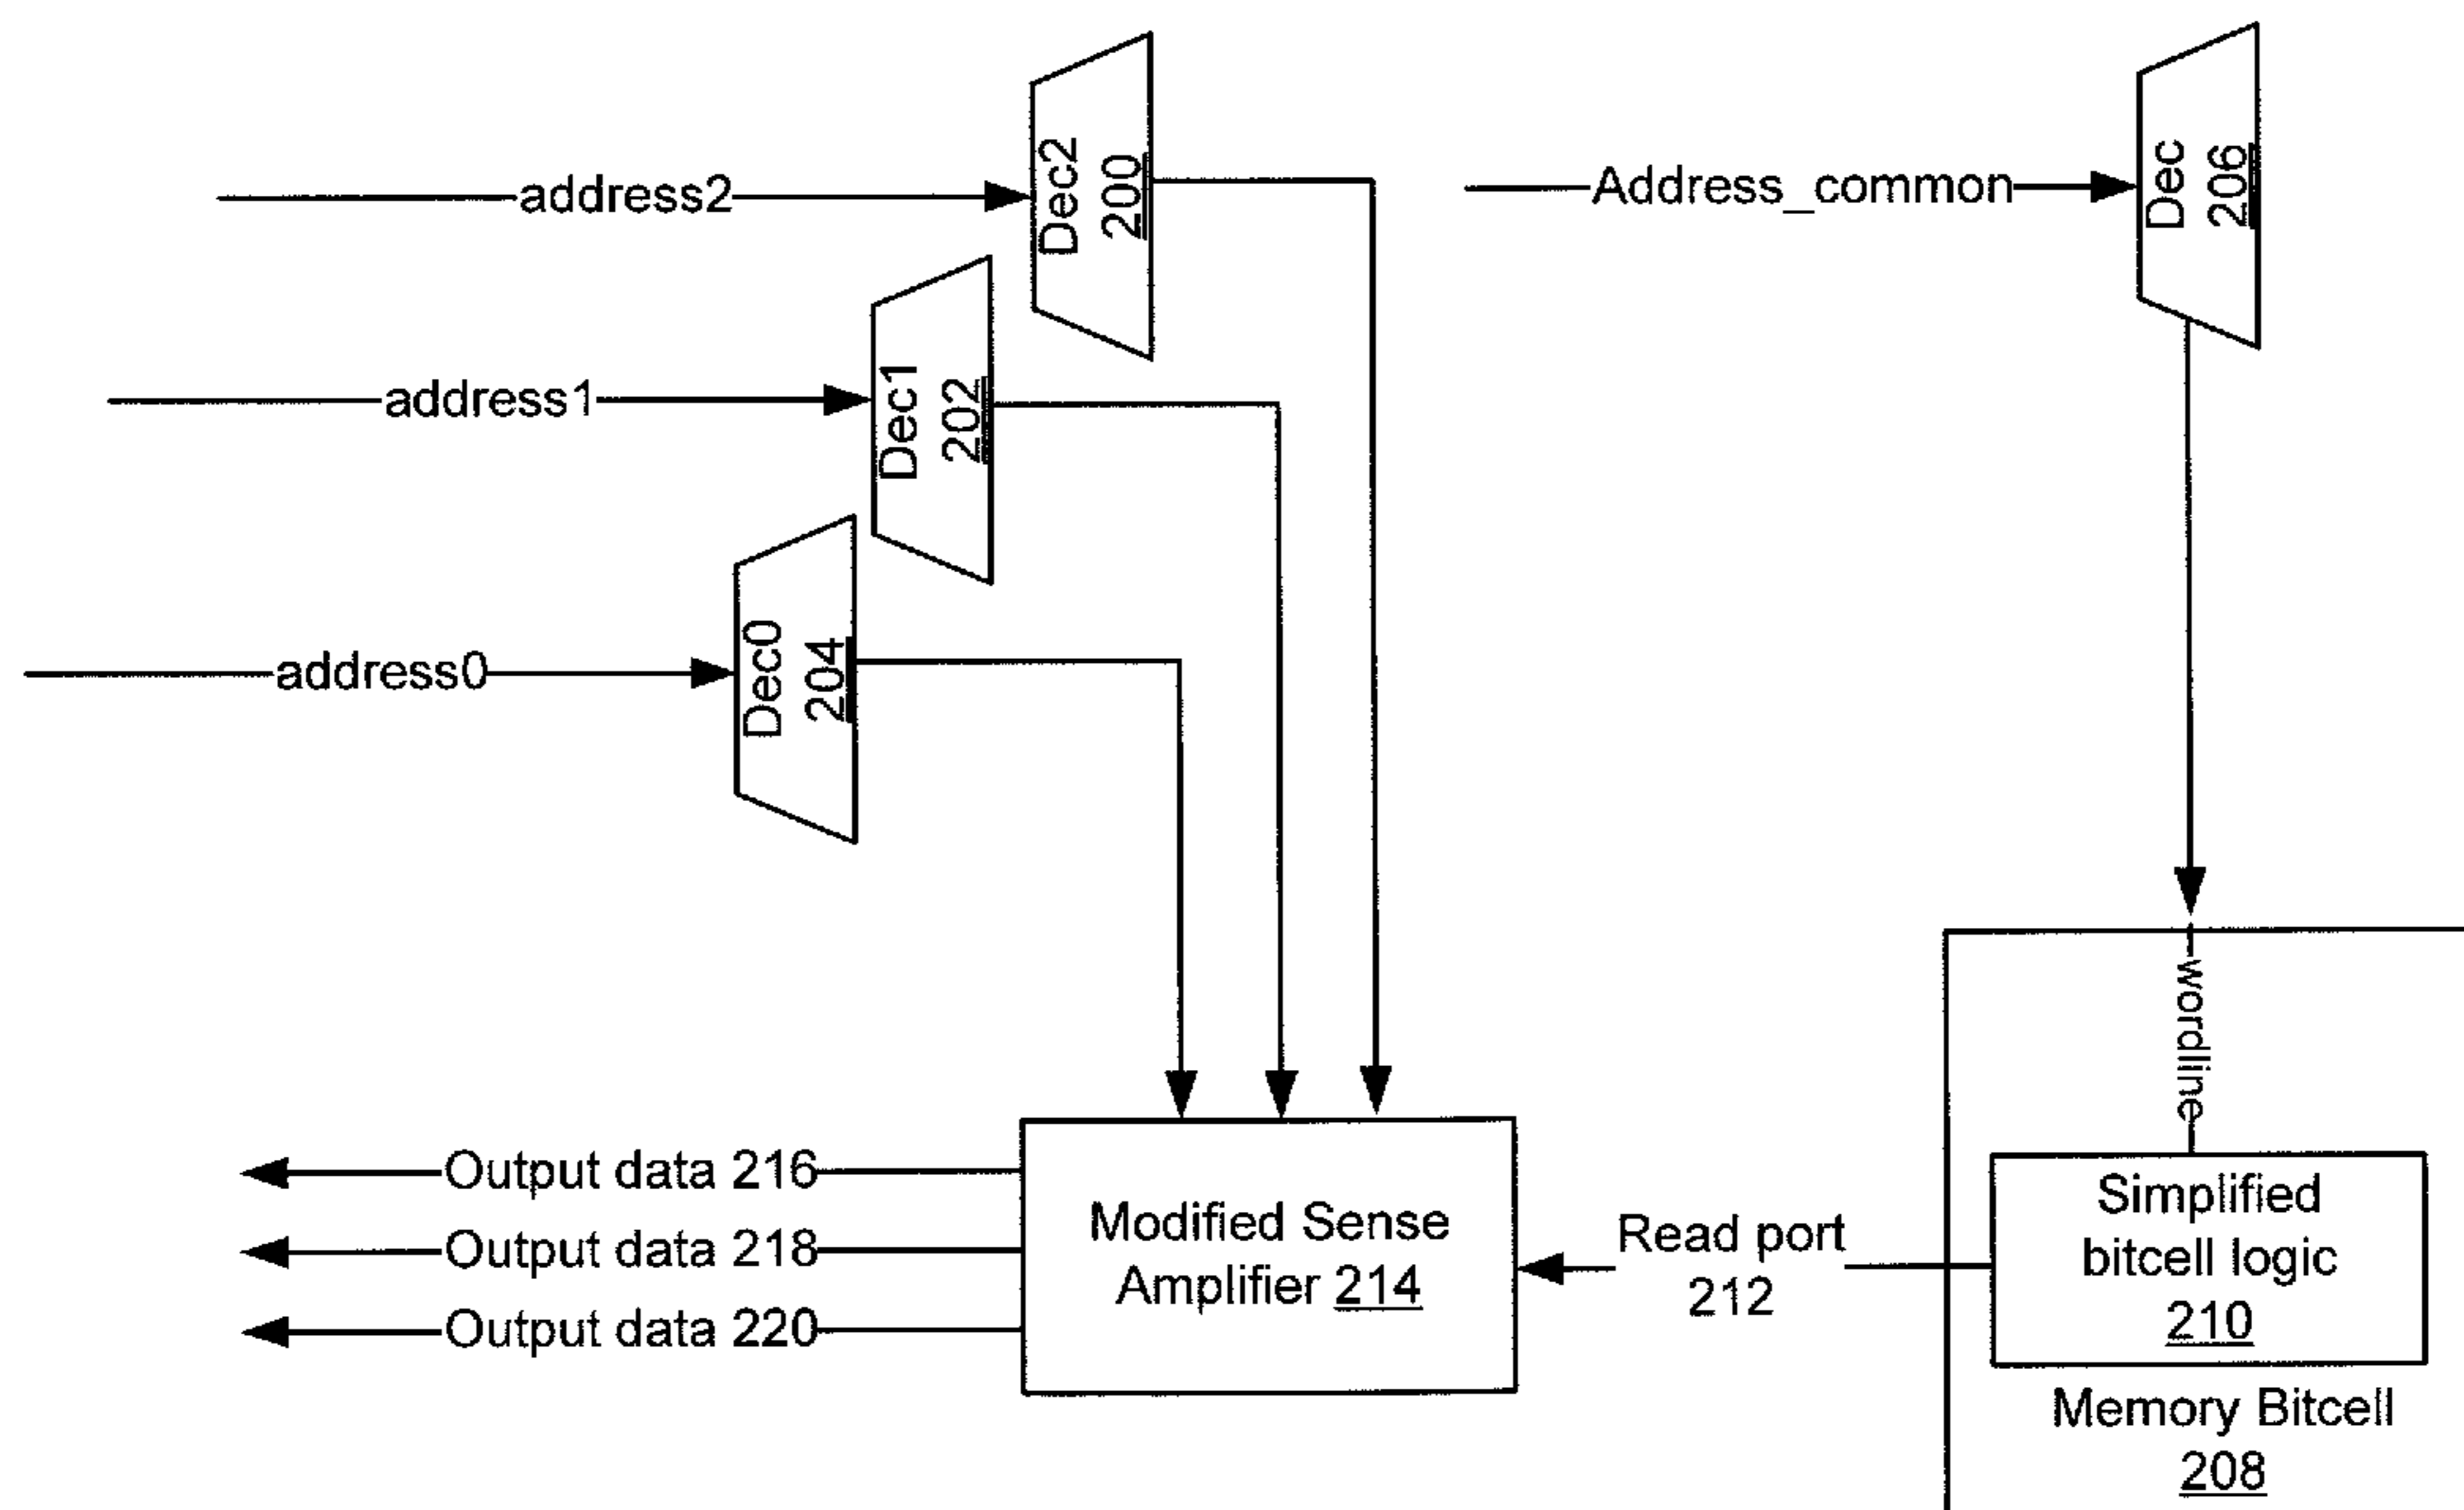 address2
Dec2
200
Address_common
Dec
206
address1
Dec1
202
address0
Dec0
204
wordline
Output data 216
Output data 218
Output data 220
Modified Sense
Amplifier 214
Read port
212
Simplified
bitcell logic
210
Memory Bitcell
208